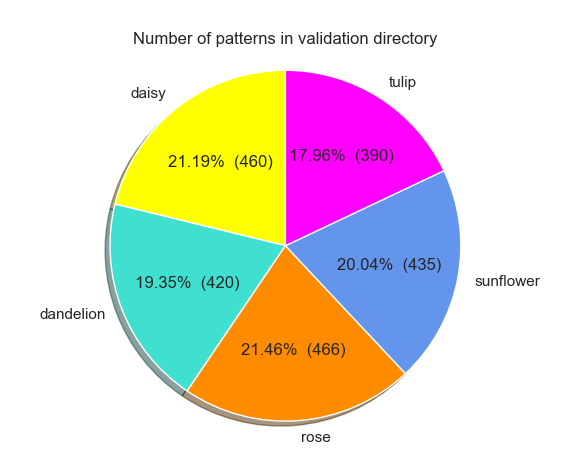 Number of patterns in validation directory
tulip
daisy
17.96% (390)
21.19% (460)
20.04% (435)
sunflower
19.35% (420)
dandelion
21.46% (466)
rose